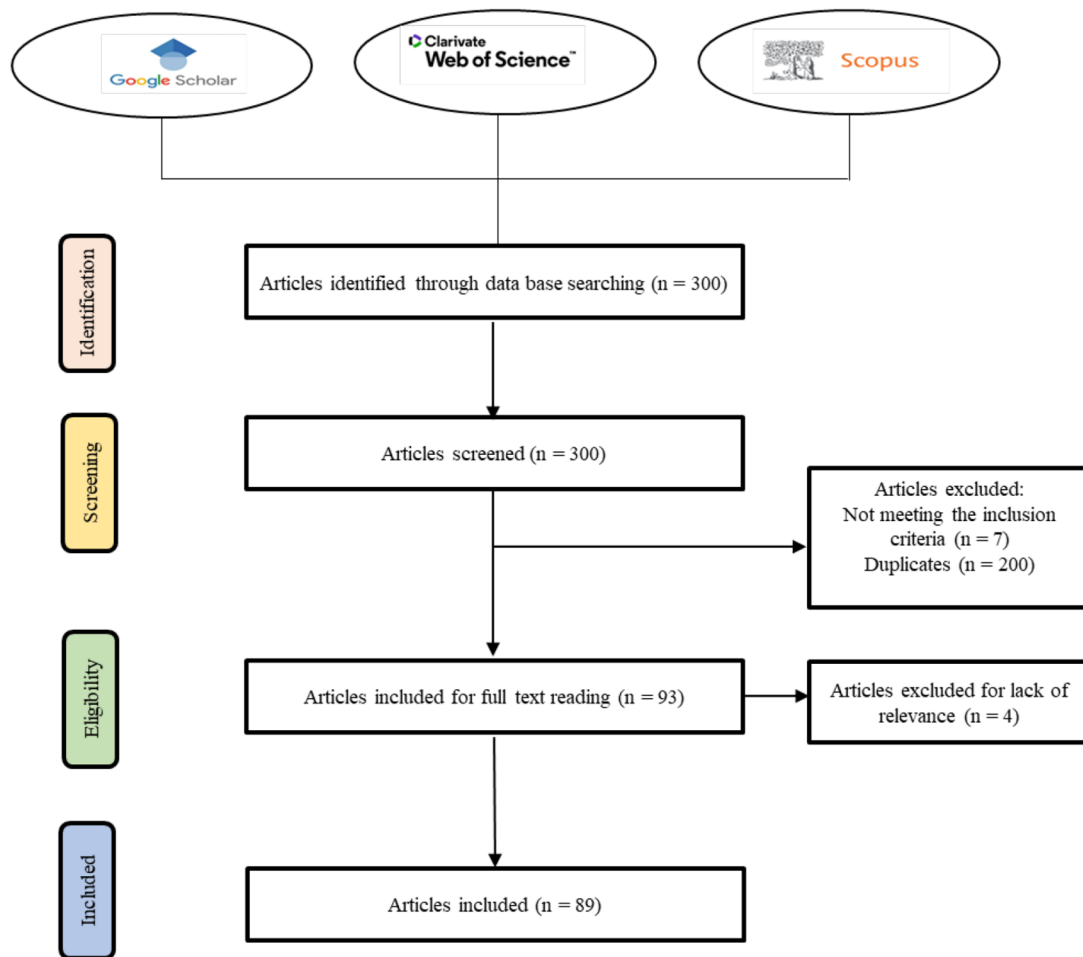 Google Scholar
Clarivate
Web of Science™
Scopus
Identification
Articles identified through data base searching (n = 300)
Screening
Articles screened (n = 300)
Articles excluded:
Not meeting the inclusion
criteria (n = 7)
Duplicates (n = 200)
Eligibility
Articles included for full text reading (n = 93)
Articles excluded for lack of
relevance (n = 4)
Included
Articles included (n = 89)